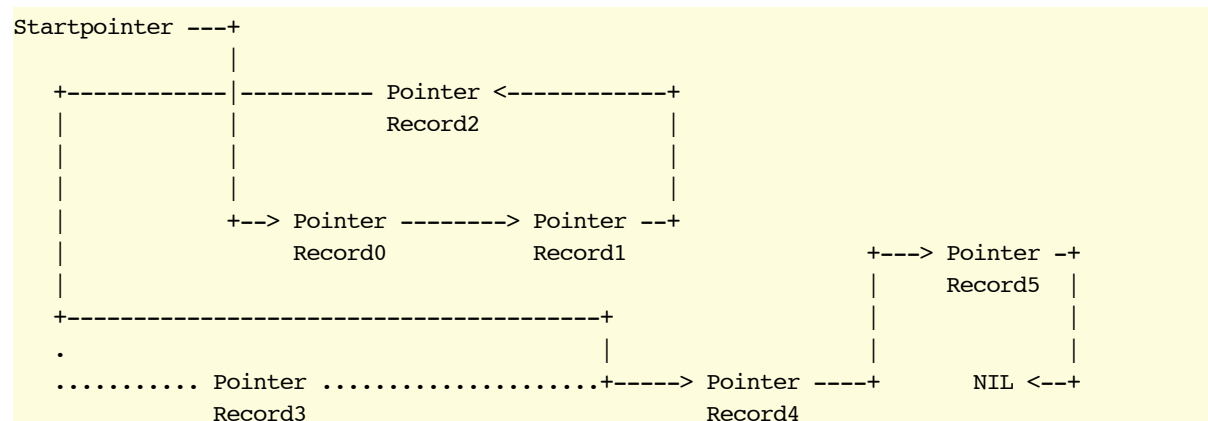 Startpointer ---+
                |
   +------------|---------- Pointer <------------+
   |            |           Record2              |
   |            |                                |
   |            |                                |
   |            +--> Pointer --------> Pointer --+
   |                 Record0           Record1                  +---> Pointer -+
   |                                                            |     Record5  |
   +----------------------------------------+                   |              |
   .                                        |                   |              |
   ........... Pointer .....................+-----> Pointer ----+       NIL <--+
               Record3                              Record4